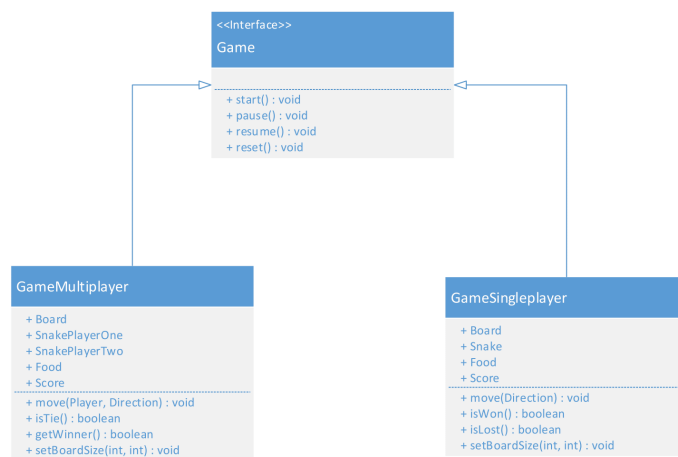 <<Interface>>
Game
+ start() : void
+ pause() : void
+ resume() : void
+ reset() : void
GameMultiplayer
+ Board
+ SnakePlayerOne
+ SnakePlayerTwo
+ Food
+ Score
+ move(Player, Direction) : void
+ isTie() : boolean
+ getWinner() : boolean
+ setBoardSize(int, int) : void
GameSingleplayer
+ Board
+ Snake
+ Food
+ Score
+ move(Direction) : void
+ isWon() : boolean
+ isLost() : boolean
+ setBoardSize(int, int) : void